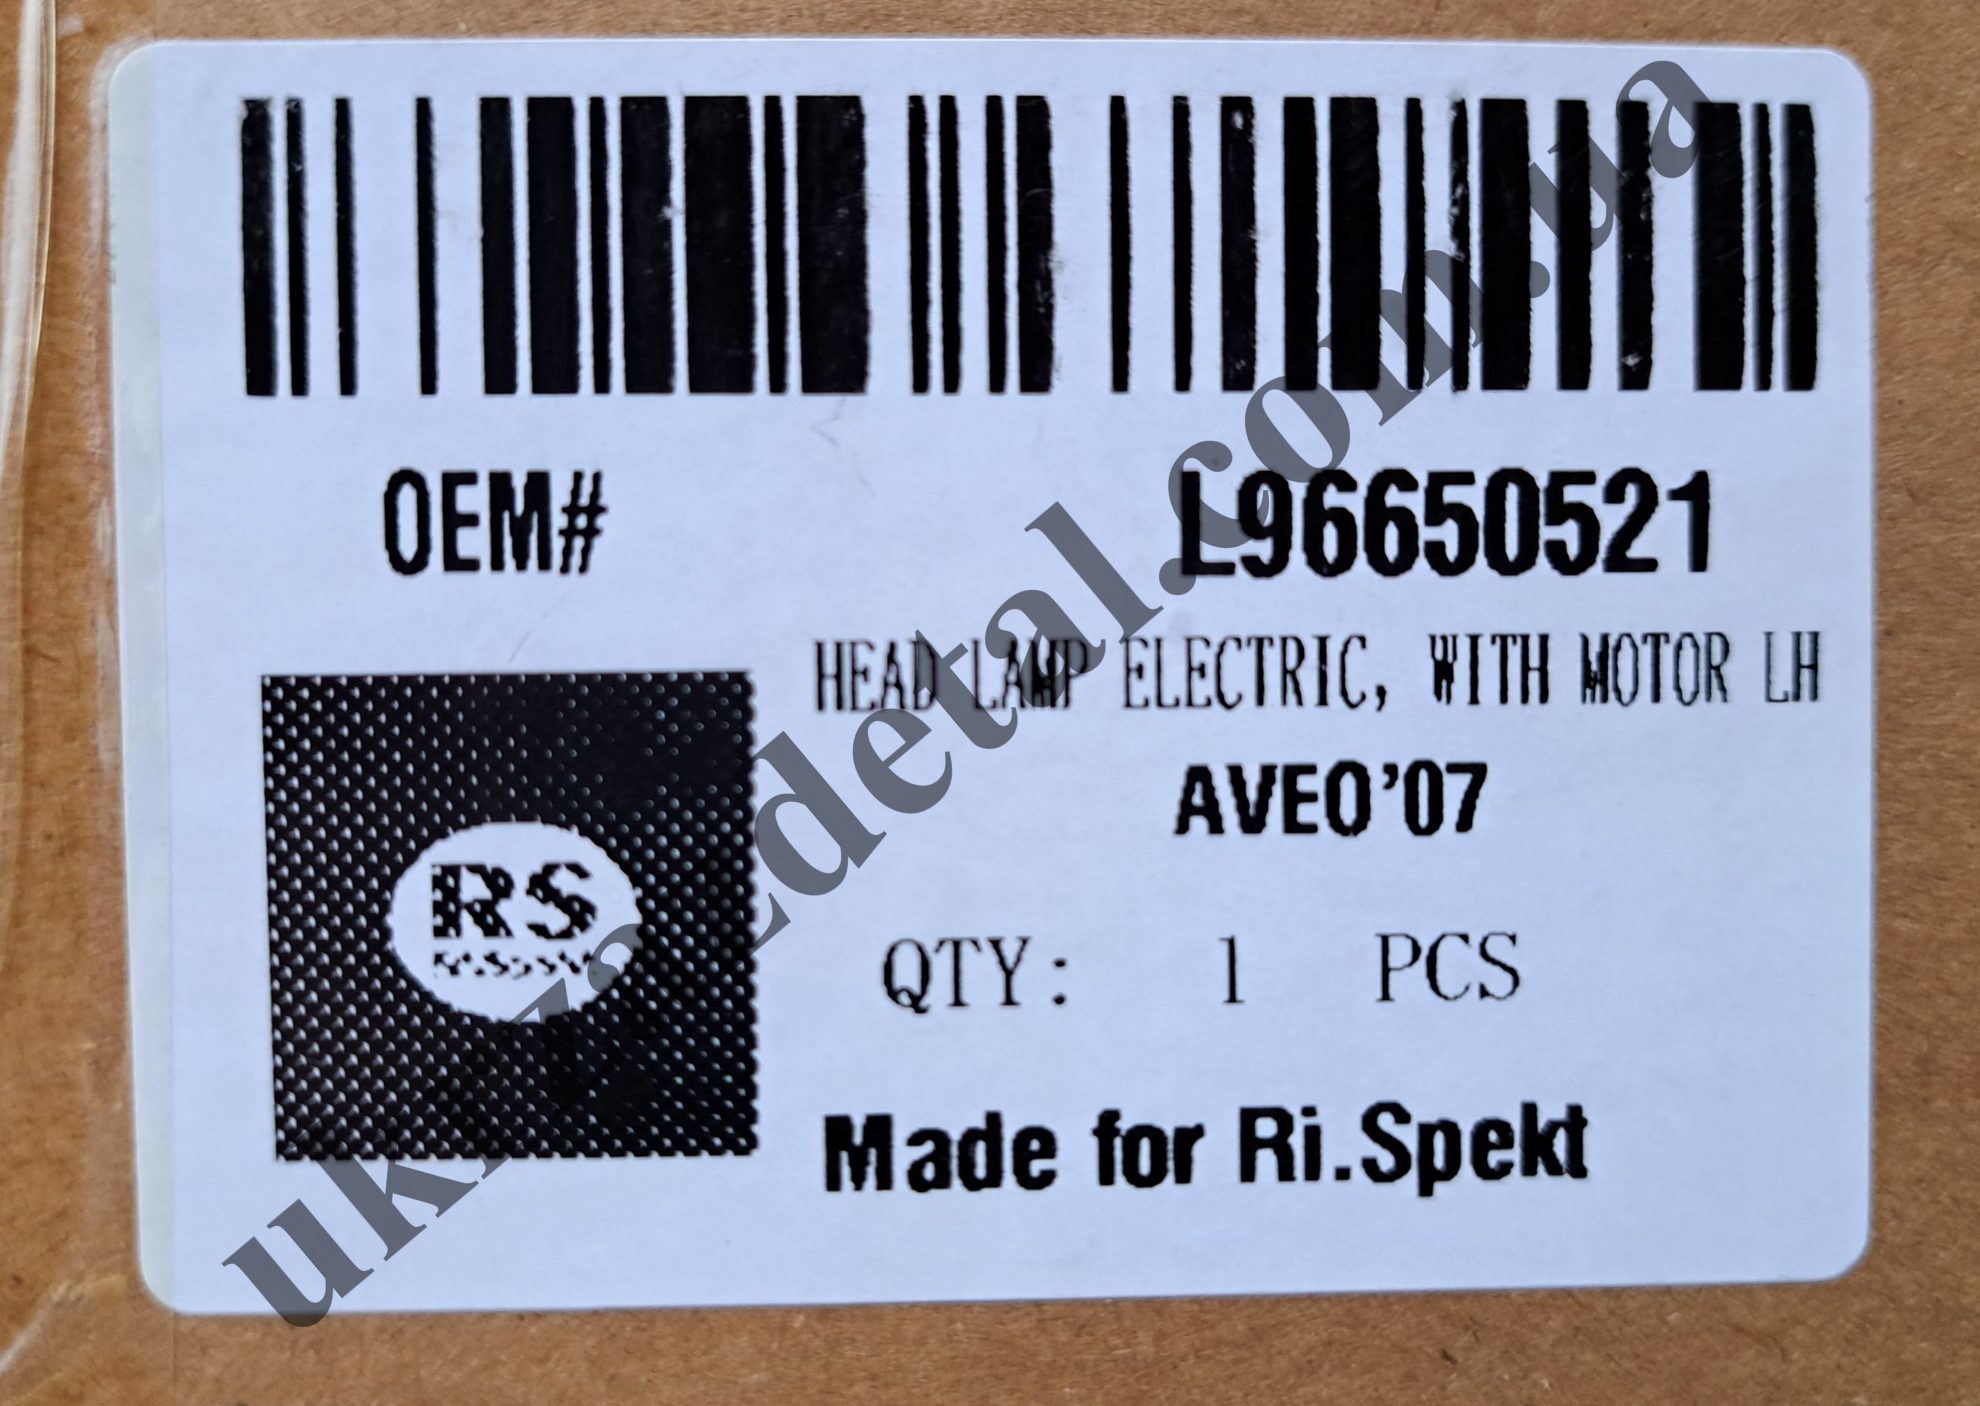 OEM# L96650521
HEAD LAMP ELECTRIC, WITH MOTOR LH
AVEO'07
RS
QTY: 1 PCS
Made for Ri.Spekt
ukrzapdetal.com.ua